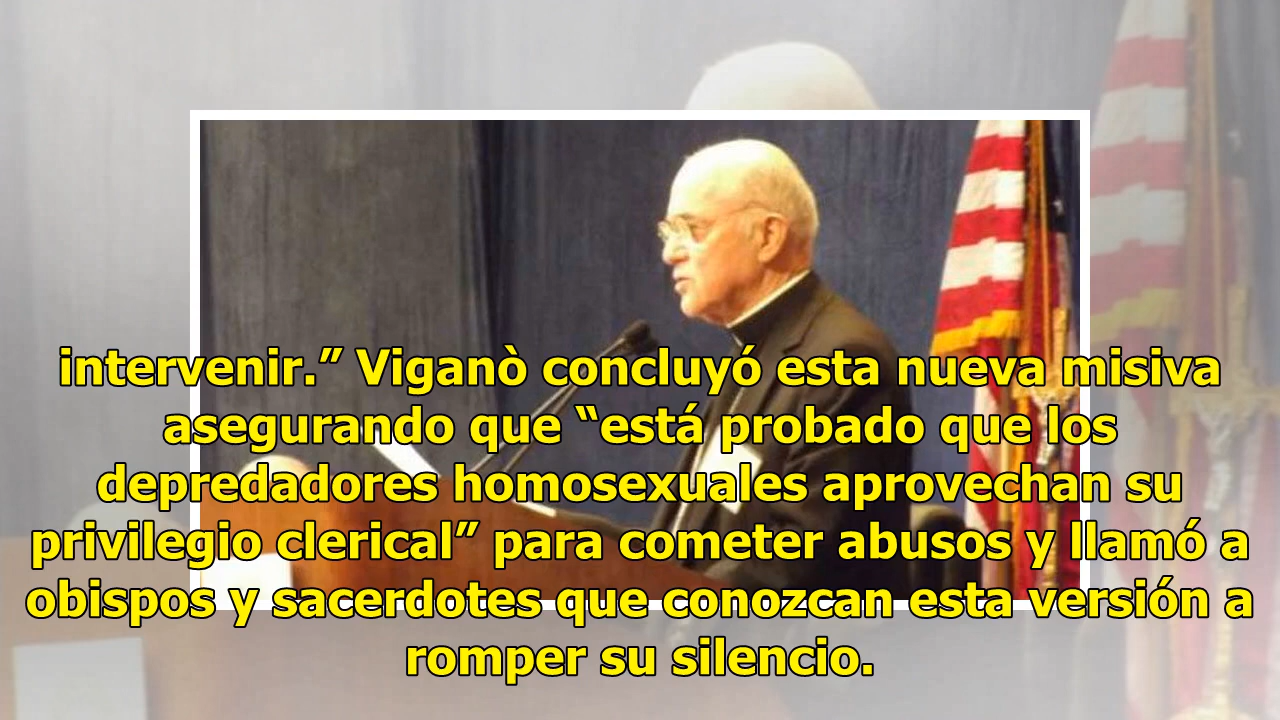 intervenir.” Viganò concluyó esta nueva misiva
asegurando que “está probado que los
depredadores homosexuales aprovechan su
privilegio clerical” para cometer abusos y llamó a
obispos y sacerdotes que conozcan esta versión a
romper su silencio.